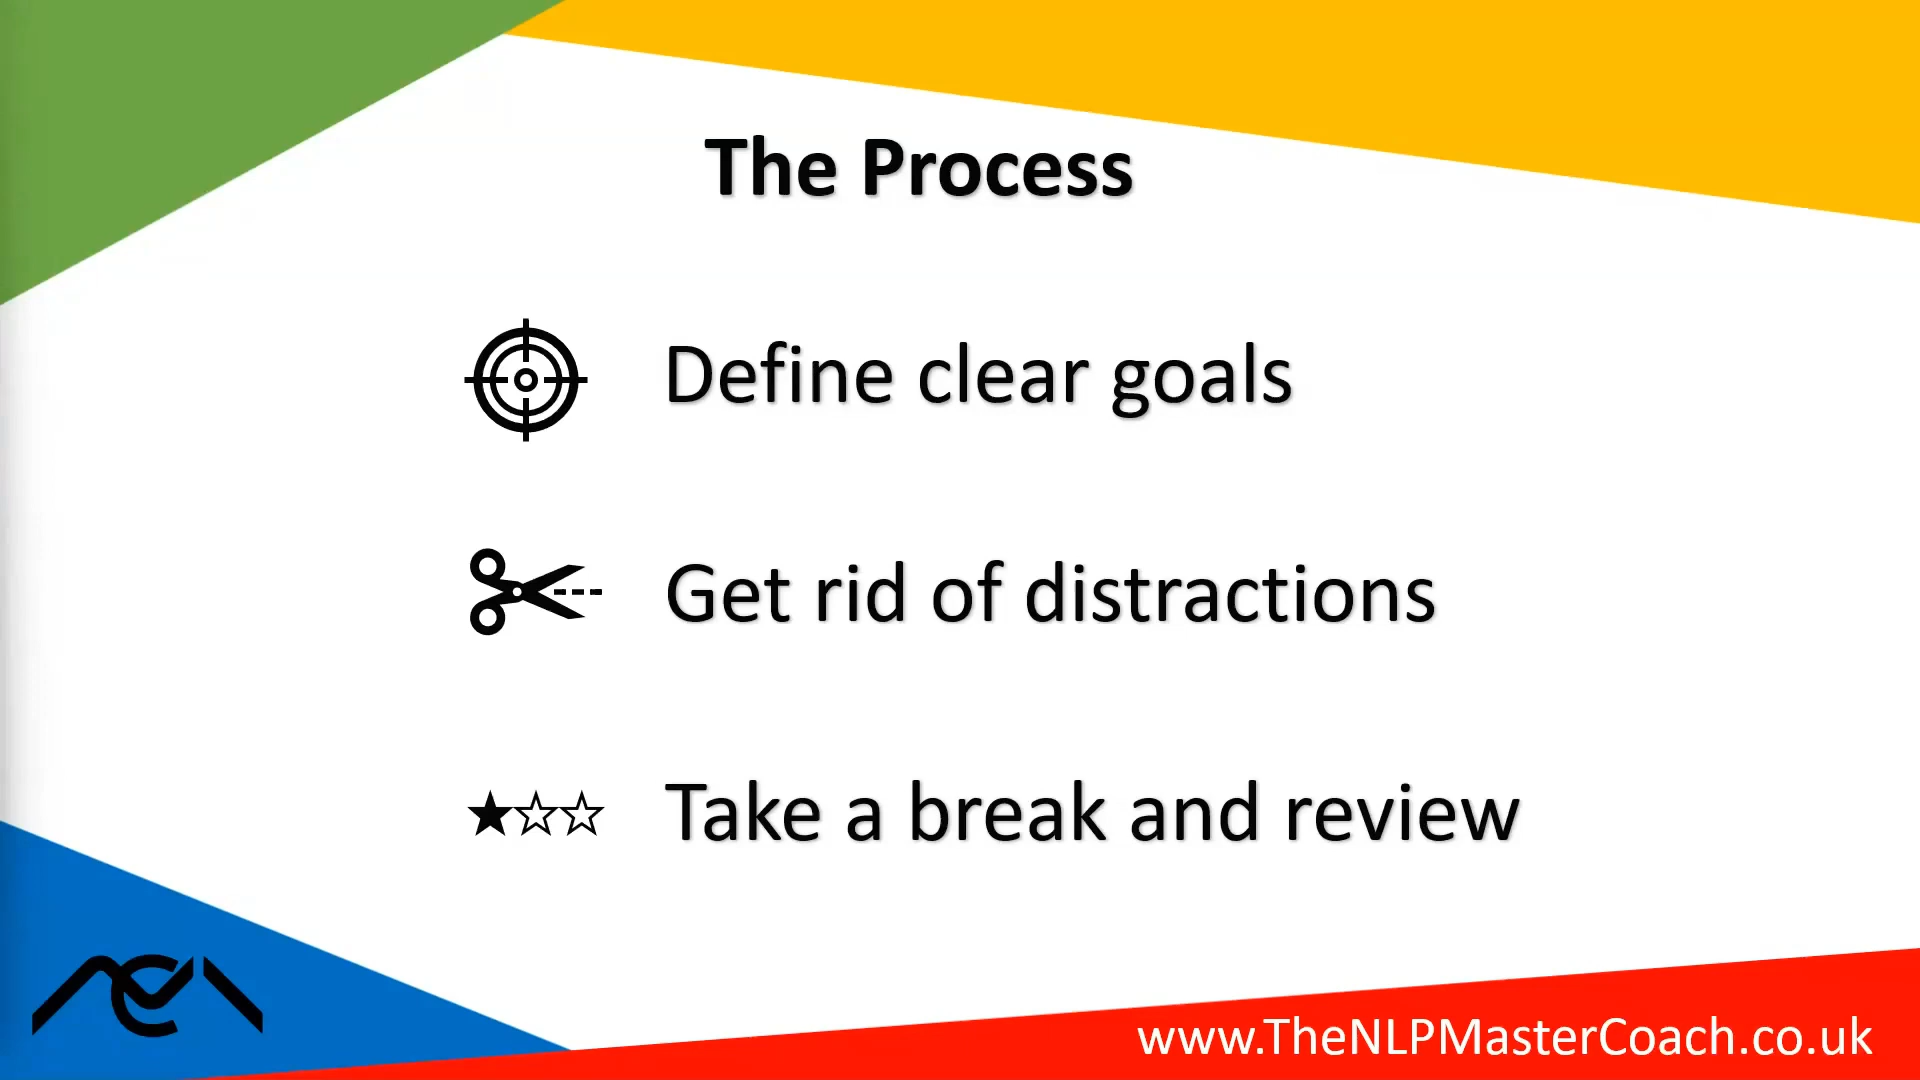 The Process
Define clear goals
Get rid of distractions
Take a break and review
www.TheNLPMasterCoach.co.uk